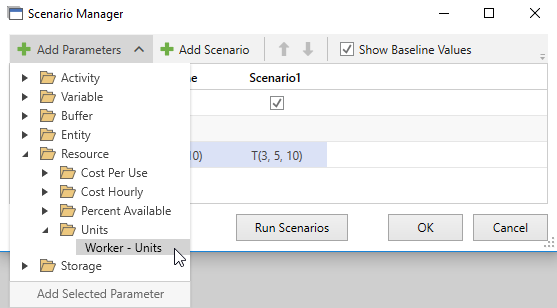 Scenario Manager
Add Parameters Add Scenario Show Baseline Values
Activity
Variable
Buffer
Entity
Resource
Cost Per Use
Cost Hourly
Percent Available
Units
Worker - Units
Storage
Add Selected Parameter
Scenario1
T(3, 5, 10)
Run Scenarios OK Cancel